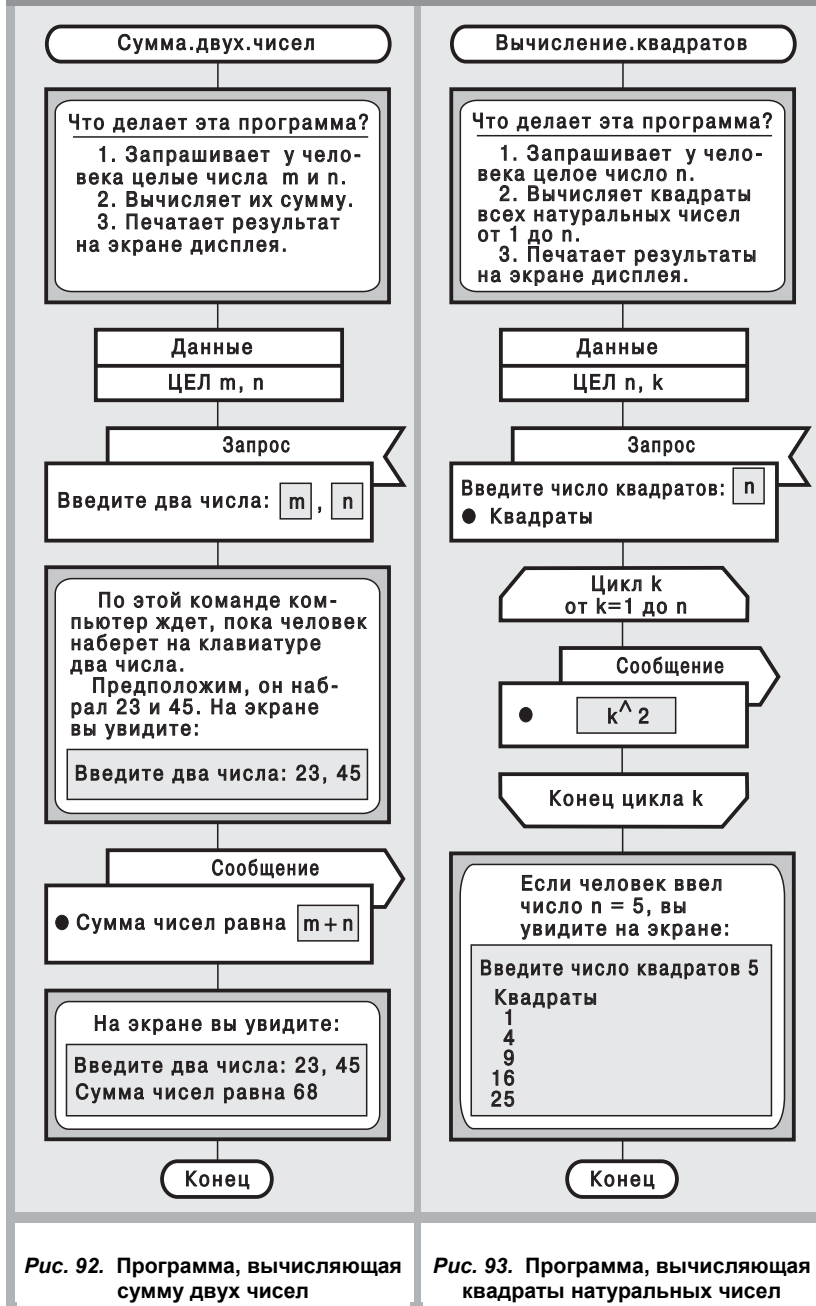 Сумма.двух.чисел
Что делает эта программа?
1. Запрашивает у чело-
века целые числа m и n.
2. Вычисляет их сумму.
3. Печатает результат
на экране дисплея.
Данные
ЦЕЛ m, n
Запрос
Введите два числа: m , n
По этой команде ком-
пьютер ждет, пока человек
наберет на клавиатуре
два числа.
Предположим, он наб-
рал 23 и 45. На экране
вы увидите:
Введите два числа: 23, 45
Сообщение
● Сумма чисел равна m + n
На экране вы увидите:
Введите два числа: 23, 45
Сумма чисел равна 68
Конец
Рис. 92. Программа, вычисляющая
сумму двух чисел
Вычисление.квадратов
Что делает эта программа?
1. Запрашивает у чело-
века целое число n.
2. Вычисляет квадраты
всех натуральных чисел
от 1 до n.
3. Печатает результаты
на экране дисплея.
Данные
ЦЕЛ n, k
Запрос
Введите число квадратов: n
● Квадраты
Цикл k
от k=1 до n
Сообщение
● k^ 2
Конец цикла k
Если человек ввел
число n = 5, вы
увидите на экране:
Введите число квадратов 5
Квадраты
1
4
9
16
25
Конец
Рис. 93. Программа, вычисляющая
квадраты натуральных чисел